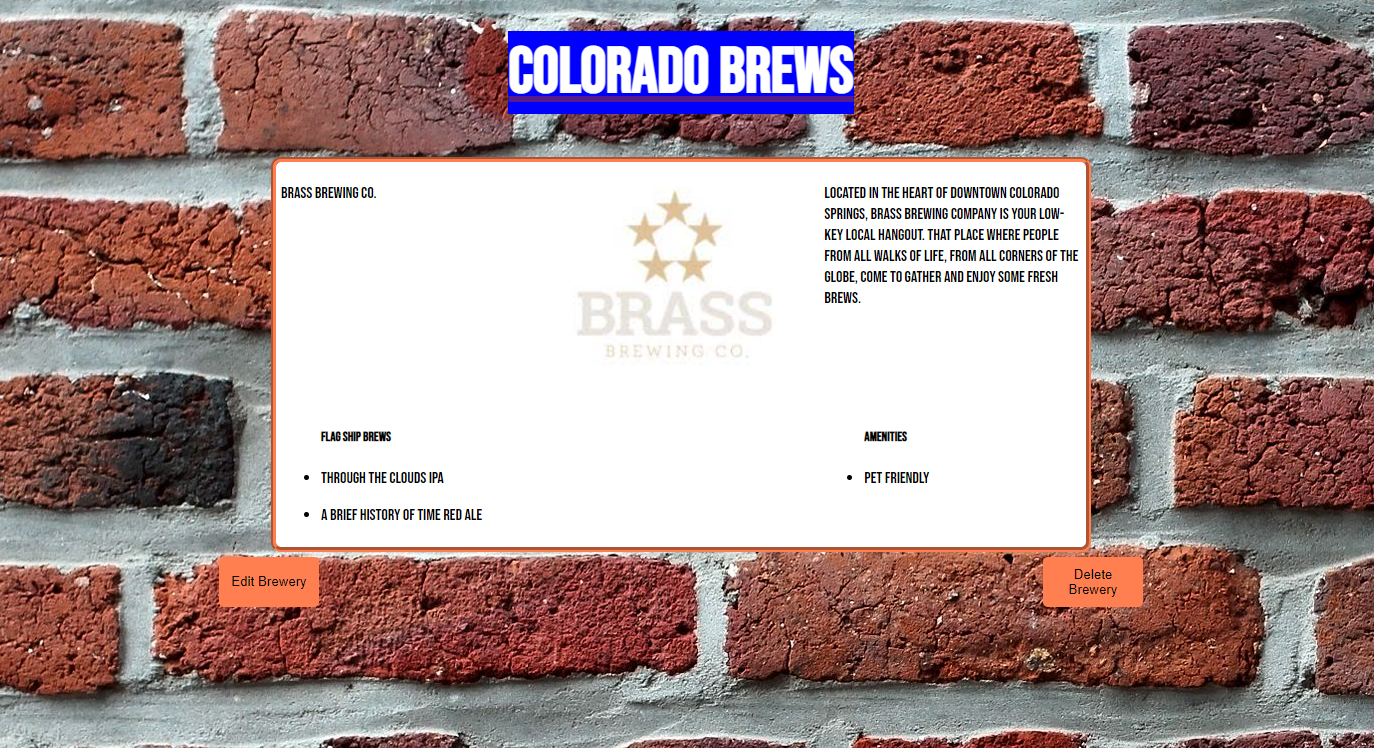 COLORADO BREWS
BRASS BREWING CO.
BRASS
BREWING CO.
LOCATED IN THE HEART OF DOWNTOWN COLORADO
SPRINGS, BRASS BREWING COMPANY IS YOUR LOW-
KEY LOCAL HANGOUT. THAT PLACE WHERE PEOPLE
FROM ALL WALKS OF LIFE, FROM ALL CORNERS OF THE
GLOBE, COME TO GATHER AND ENJOY SOME FRESH
BREWS.
FLAG SHIP BREWS
THROUGH THE CLOUDS IPA
A BRIEF HISTORY OF TIME RED ALE
AMENITIES
PET FRIENDLY
Edit Brewery
Delete
Brewery